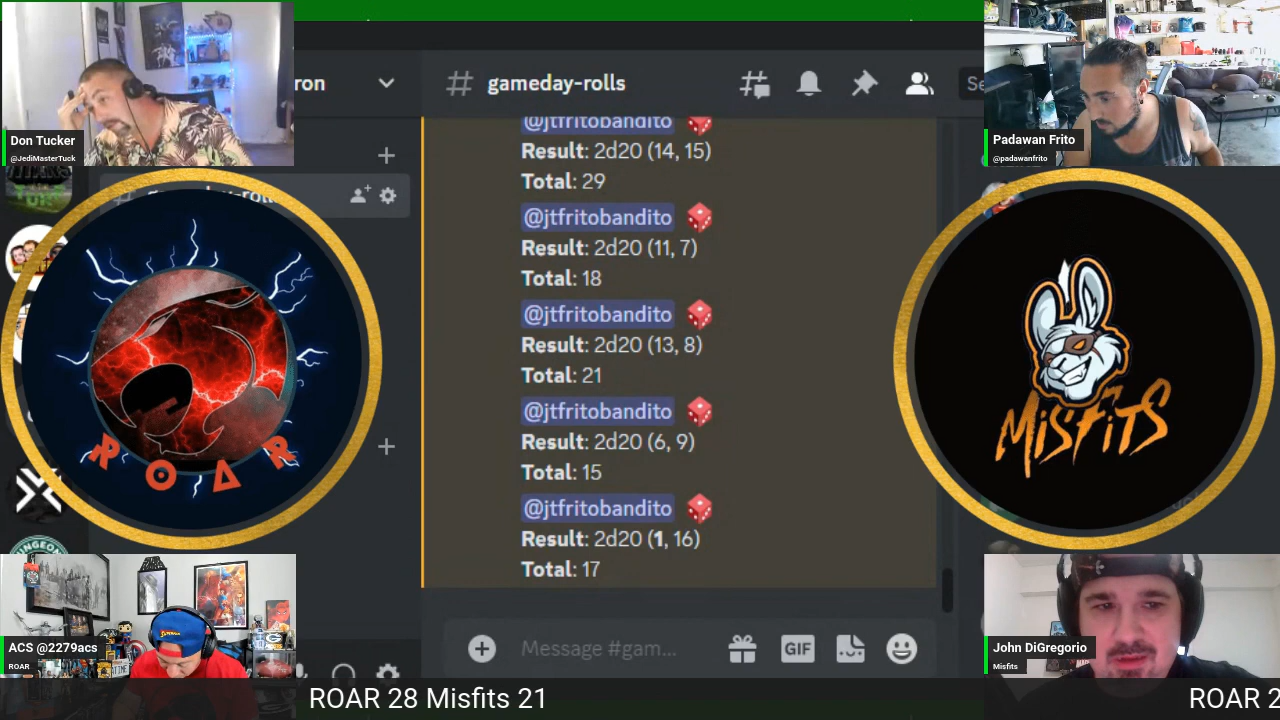 Don Tucker
@JediMasterTuck
ron
# gameday-rolls
Se
Padawan Frito
@padawanfrito
@jtfritobandito
Result: 2d20 (14, 15)
Total: 29
@jtfritobandito
Result: 2d20 (11, 7)
Total: 18
@jtfritobandito
Result: 2d20 (13, 8)
Total: 21
@jtfritobandito
Result: 2d20 (6, 9)
Total: 15
@jtfritobandito
Result: 2d20 (1, 16)
Total: 17
ROAR
MISFITS
Message #gam...
GIF
ACS @2279acs
ROAR
John DiGregorio
Misfits
ROAR 28 Misfits 21
ROAR 2